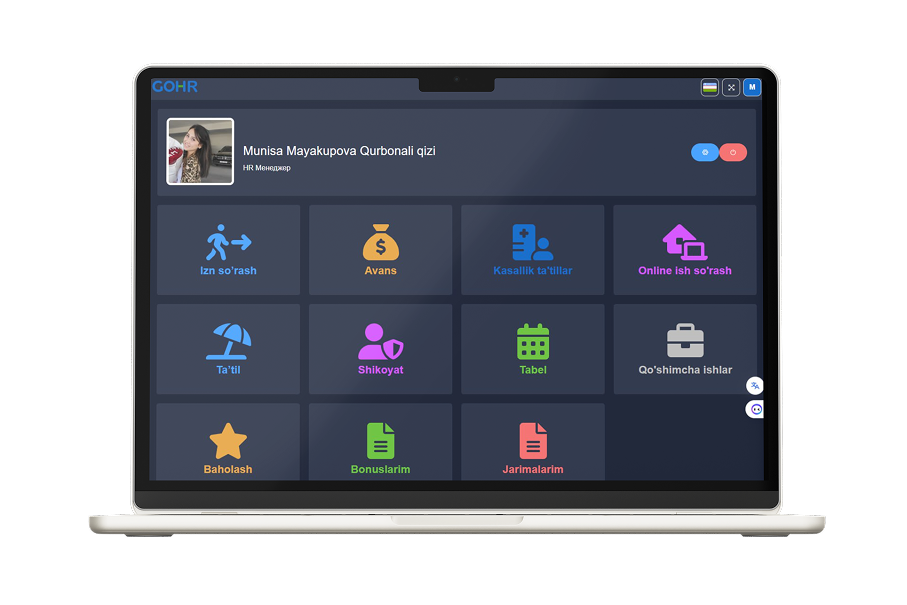 GOHR
M
Munisa Mayakupova Qurbonali qizi
HR Менеджер
Izn so'rash
Avans
Kasallik ta'tillar
Online ish so'rash
Ta'til
Shikoyat
Tabel
Qo'shimcha ishlar
Baholash
Bonuslarim
Jarimalarim